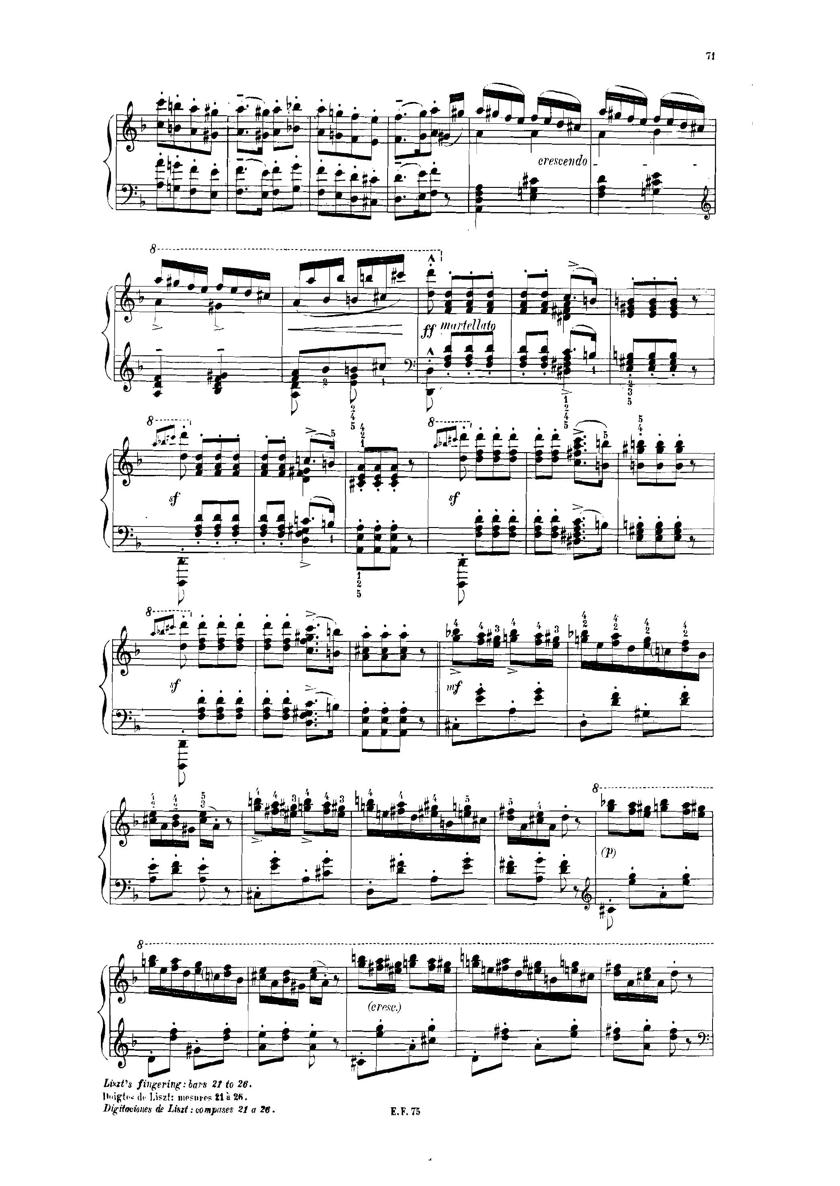 71
crescendo
8
ff martellato
8
8
sf
sf
8
sf
mf
8
(p)
8
(cresc.)
Liszt's fingering: bars 21 to 26.
Doigtés de Liszt: mesures 21 à 26.
Digitaciones de Liszt: compases 21 a 26.
E.F. 75